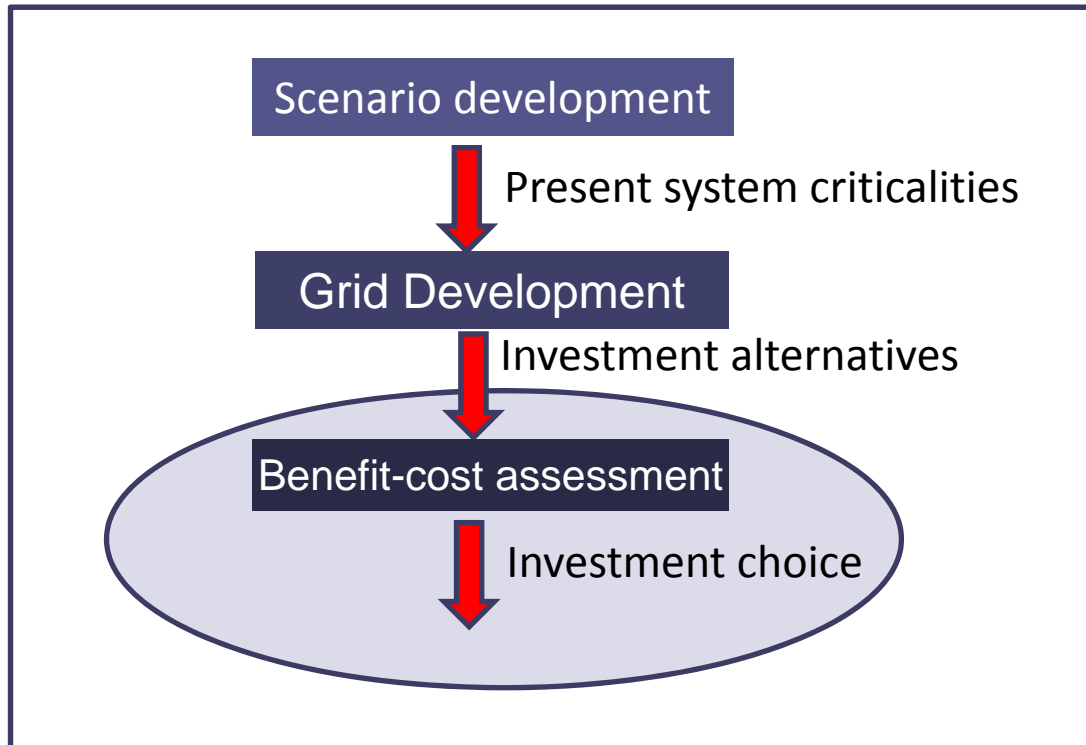 Scenario development
Present system criticalities
Grid Development
Investment alternatives
Benefit-cost assessment
Investment choice